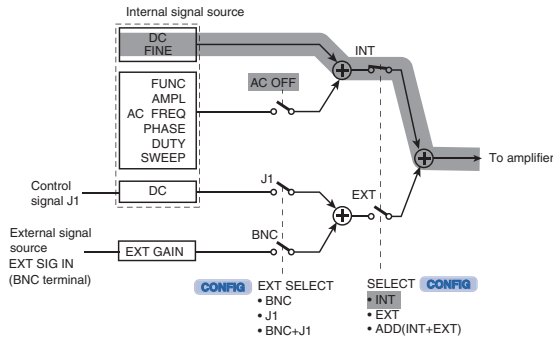 Internal signal source
DC
FINE
INT
FUNC
AMPL
AC FREQ
PHASE
DUTY
SWEEP
AC OFF
To amplifier
Control
signal J1
DC
J1
EXT
External signal
source
EXT SIG IN
(BNC terminal)
EXT GAIN
BNC
CONFIG EXT SELECT
• BNC
• J1
• BNC+J1
SELECT CONFIG
• INT
• EXT
• ADD(INT+EXT)